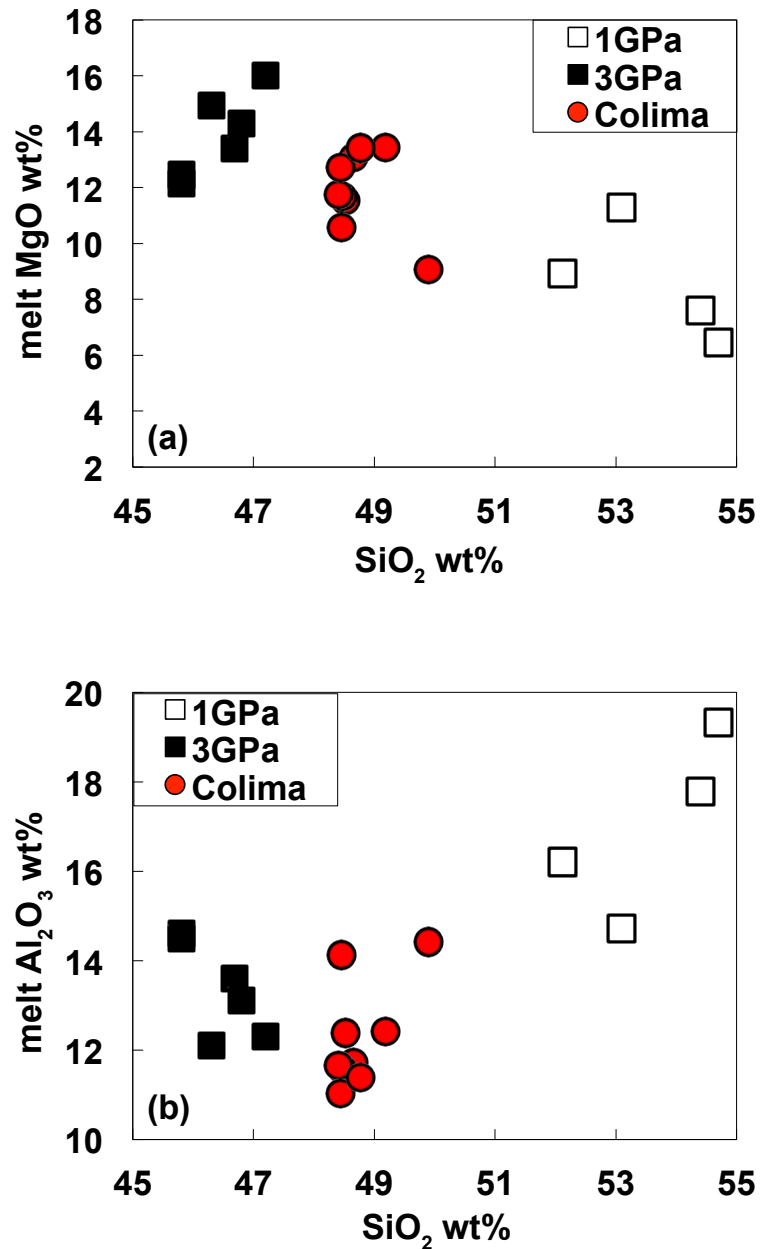 melt MgO wt%
18
16
14
12
10
8
6
4
2
1GPa
3GPa
Colima
(a)
45 47 49 51 53 55
SiO₂ wt%
melt Al₂O₃ wt%
20
18
16
14
12
10
1GPa
3GPa
Colima
(b)
45 47 49 51 53 55
SiO₂ wt%